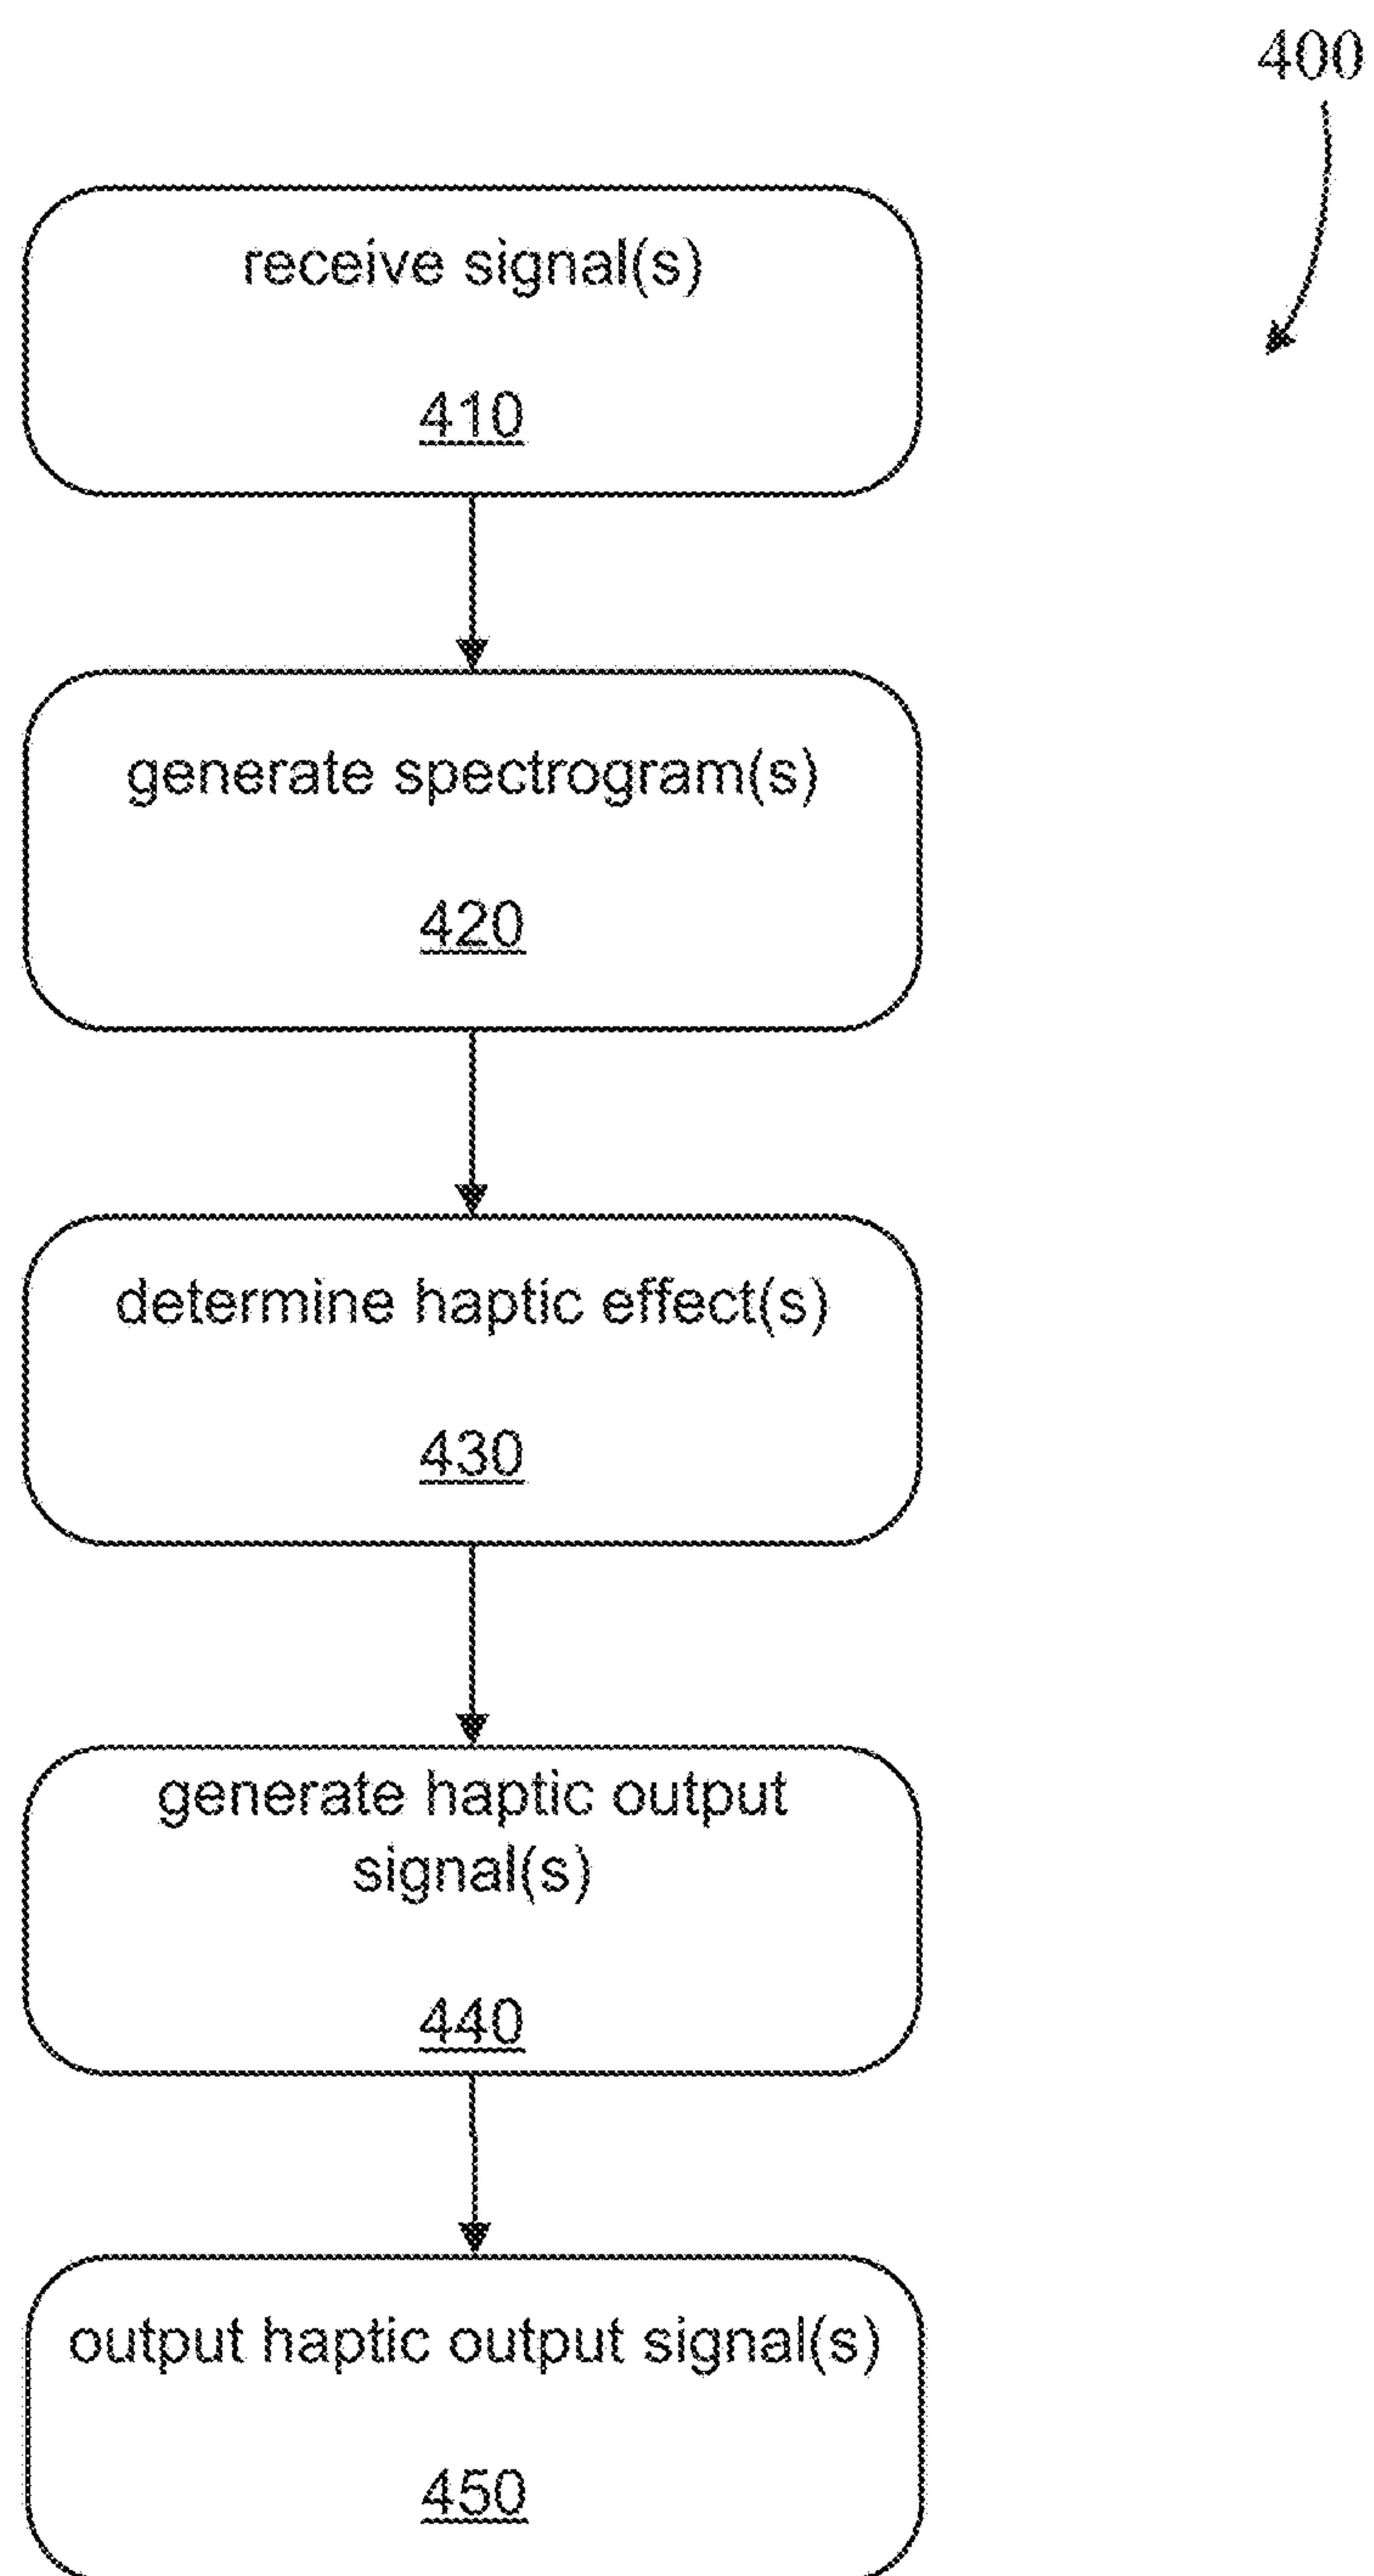 400
receive signal(s)
410
generate spectrogram(s)
420
determine haptic effect(s)
430
generate haptic output
signal(s)
440
output haptic output signal(s)
450